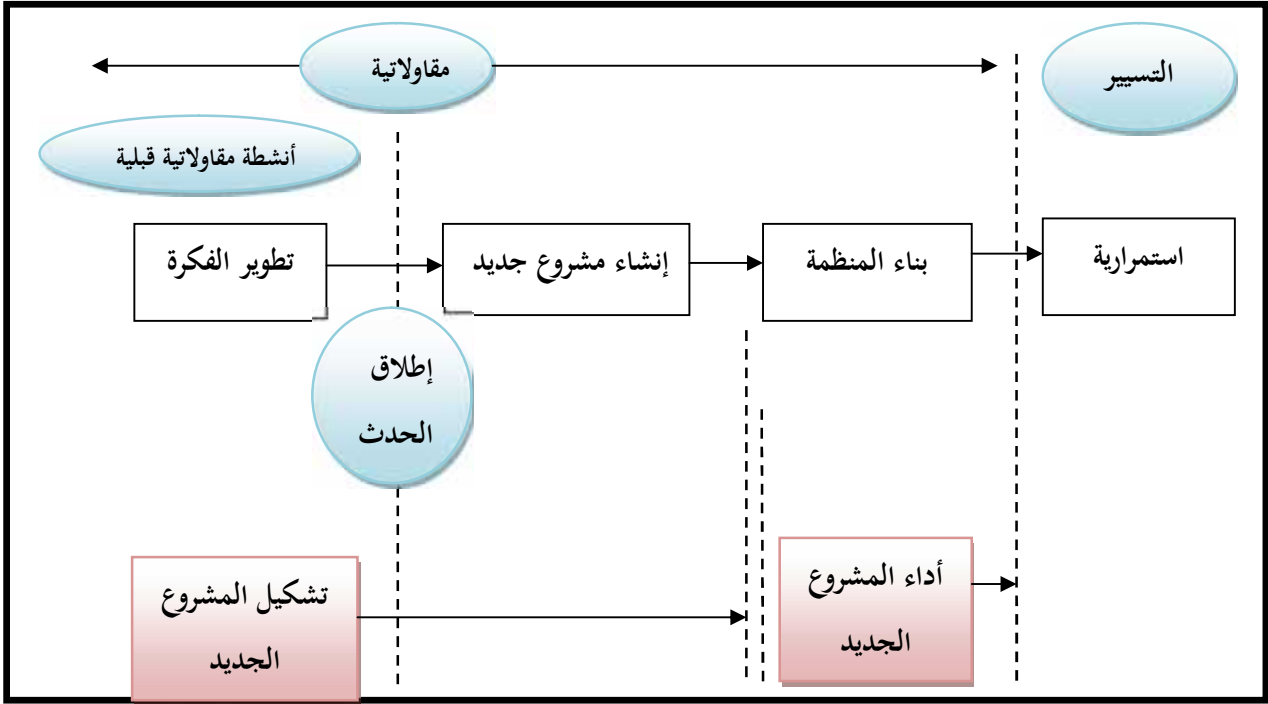 مقاولاتية
التسيير
أنشطة مقاولاتية قبلية
تطوير الفكرة
إنشاء مشروع جديد
بناء المنظمة
استمرارية
إطلاق
الحدث
تشكيل المشروع
الجديد
أداء المشروع
الجديد